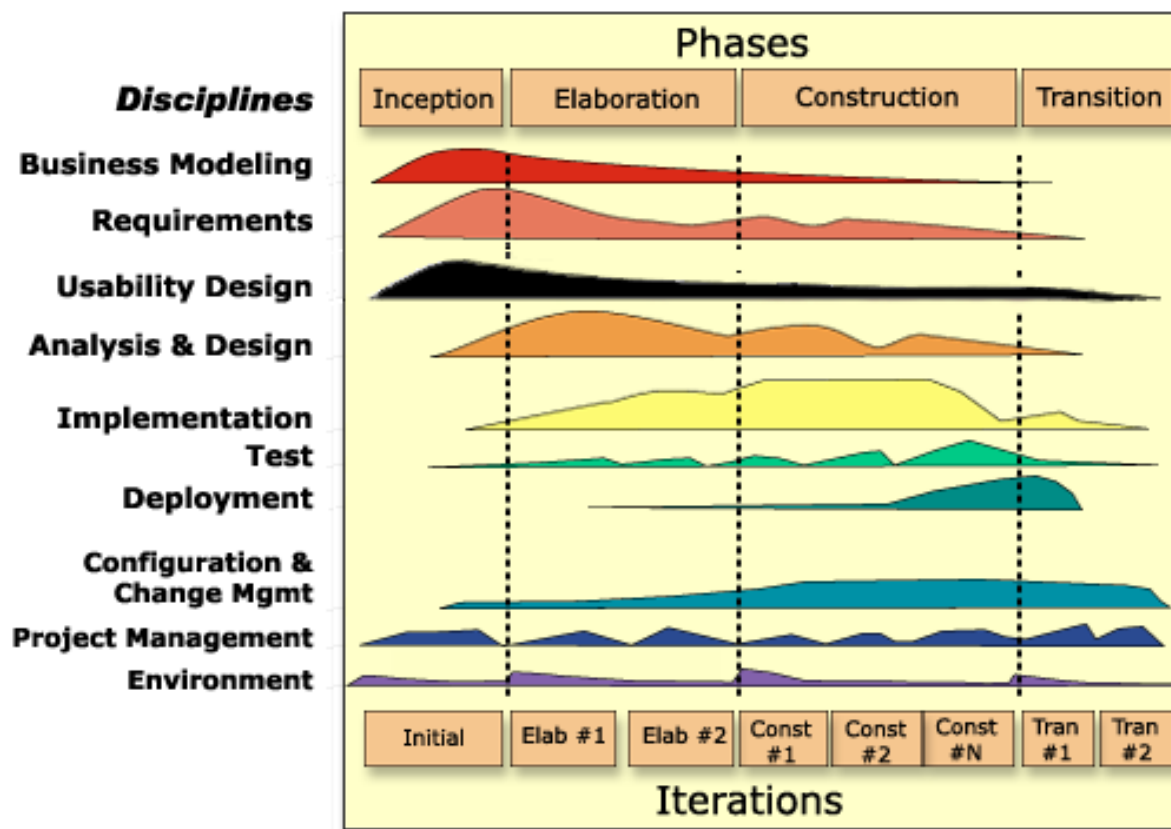 Phases
Disciplines
Inception
Elaboration
Construction
Transition
Business Modeling
Requirements
Usability Design
Analysis & Design
Implementation
Test
Deployment
Configuration &
Change Mgmt
Project Management
Environment
Initial
Elab #1
Elab #2
Const
#1
Const
#2
Const
#N
Tran
#1
Tran
#2
Iterations